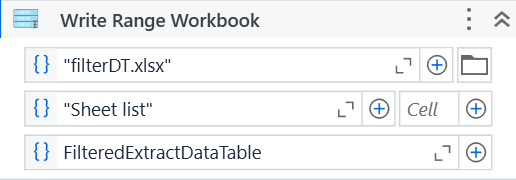 Write Range Workbook
{} "filterDT.xlsx"
{} "Sheet list" Cell
{} FilteredExtractDataTable